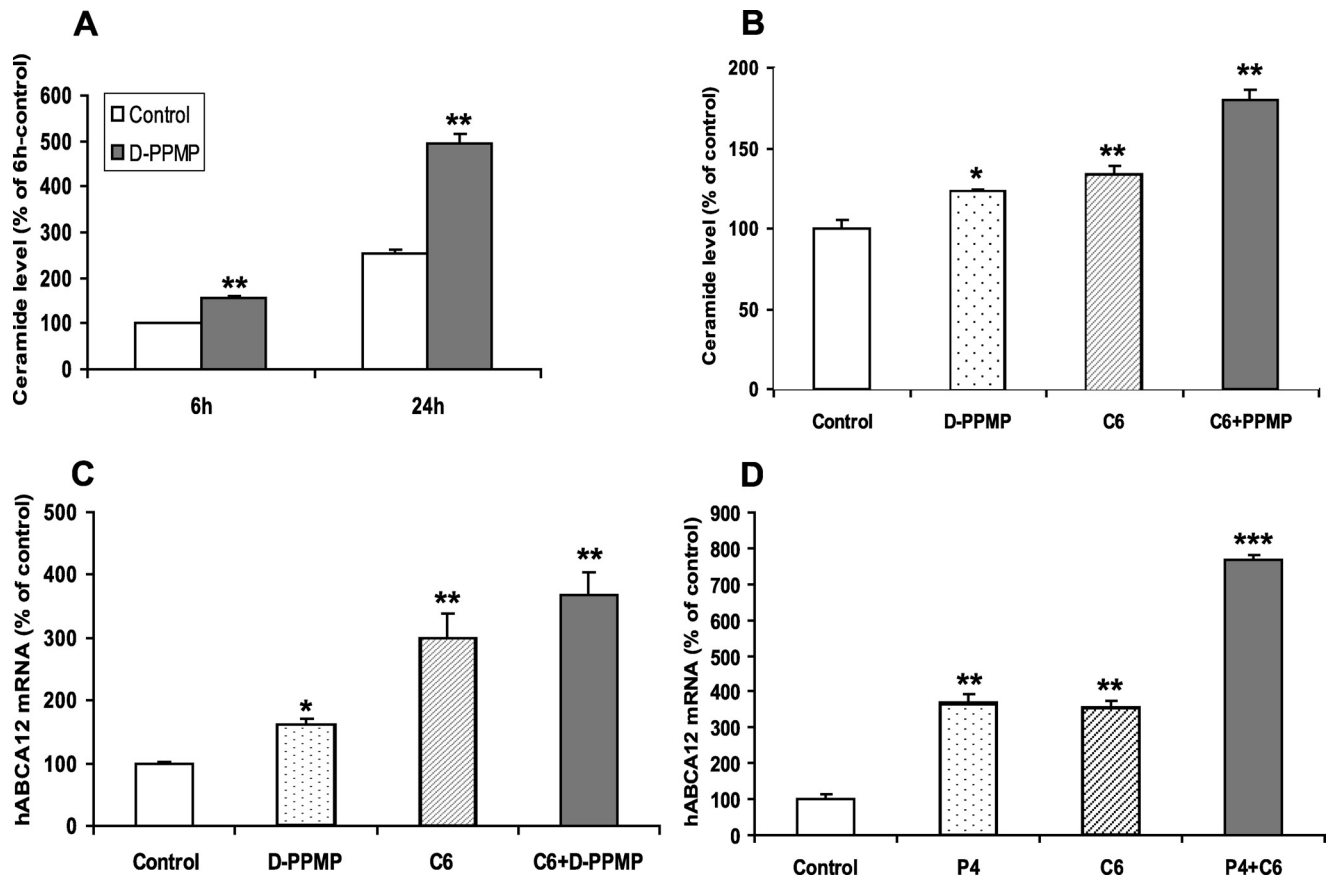 A
Ceramide level (% of 6h-control)
600
500
400
300
200
100
0
Control
D-PPMP
**
**
6h
24h
B
Ceramide level (% of control)
200
150
100
50
0
*
**
**
Control
D-PPMP
C6
C6+PPMP
C
hABCA12 mRNA (% of control)
500
400
300
200
100
0
*
**
**
Control
D-PPMP
C6
C6+D-PPMP
D
hABCA12 mRNA (% of control)
900
800
700
600
500
400
300
200
100
0
**
**
***
Control
P4
C6
P4+C6